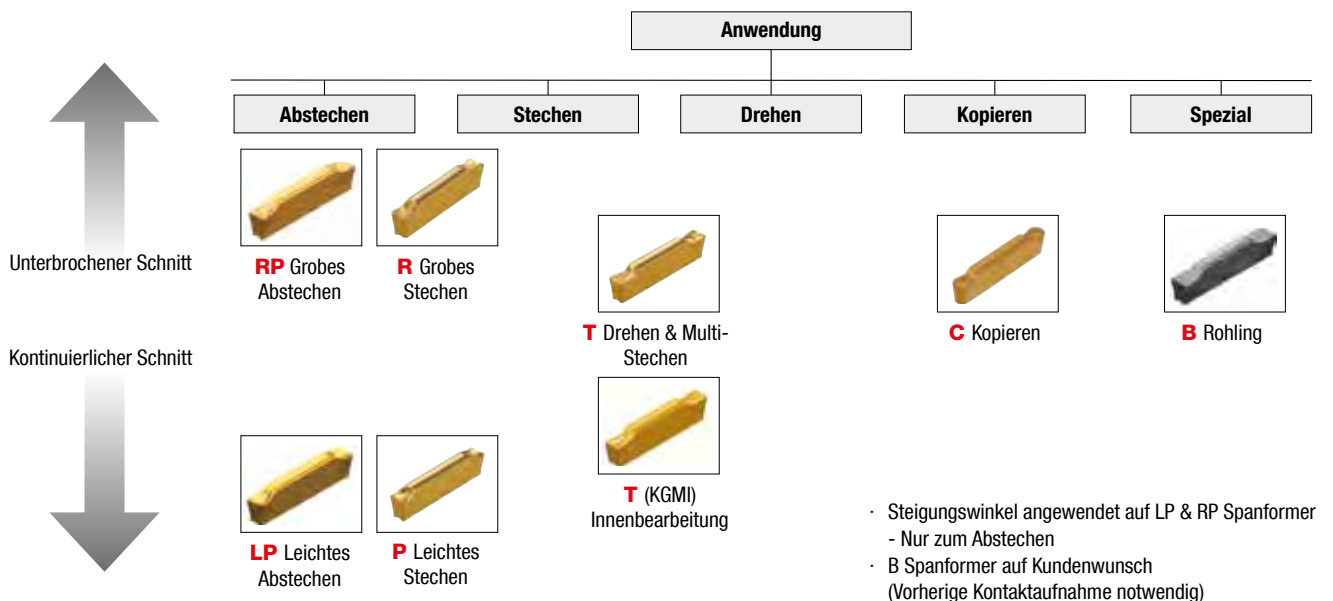 Anwendung
Abstechen
Stechen
Drehen
Kopieren
Spezial
Unterbrochener Schnitt
Kontinuierlicher Schnitt
RP Grobes
Abstechen
R Grobes
Stechen
T Drehen & Multi-
Stechen
C Kopieren
B Rohling
T (KGMI)
Innenbearbeitung
LP Leichtes
Abstechen
P Leichtes
Stechen
· Steigungswinkel angewendet auf LP & RP Spanformer
- Nur zum Abstechen
· B Spanformer auf Kundenwunsch
(Vorherige Kontaktaufnahme notwendig)